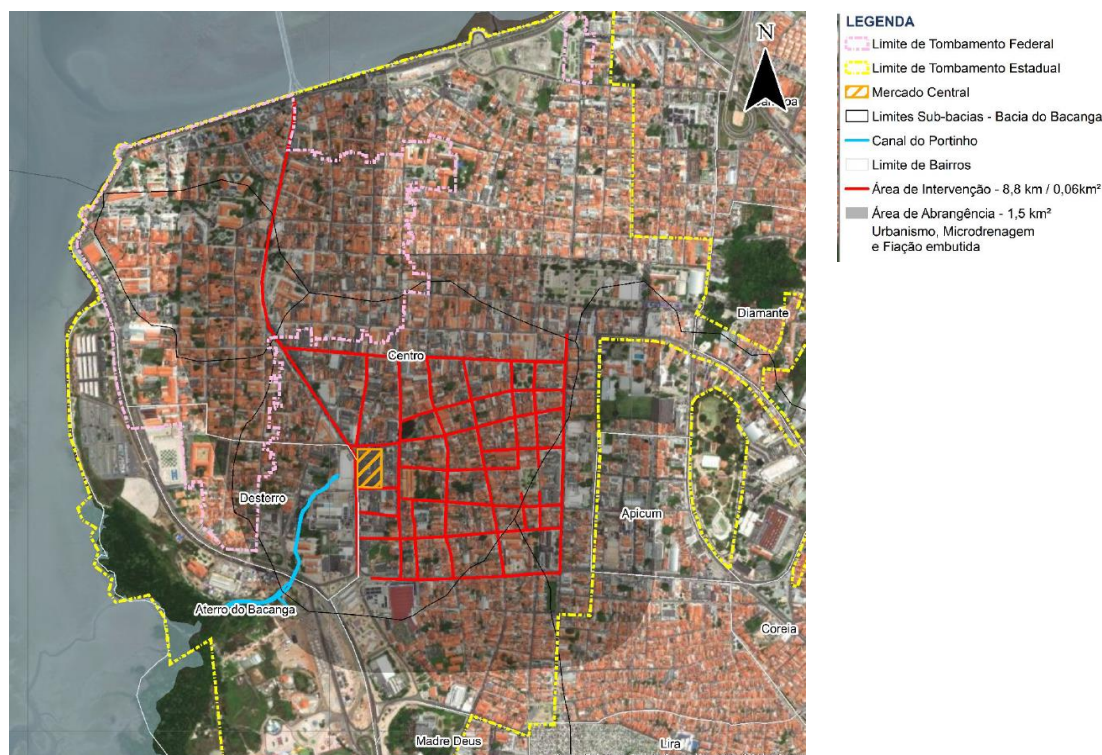 N
Diamante
Centro
Desterro
Apicum
Aterro do Bacanga
Coreia
Madre Deus
Lira
LEGENDA
Limite de Tombamento Federal
Limite de Tombamento Estadual
Mercado Central
Limites Sub-bacias - Bacia do Bacanga
Canal do Portinho
Limite de Bairros
Área de Intervenção - 8,8 km / 0,06km²
Área de Abrangência - 1,5 km²
Urbanismo, Microdrenagem
e Fiação embutida